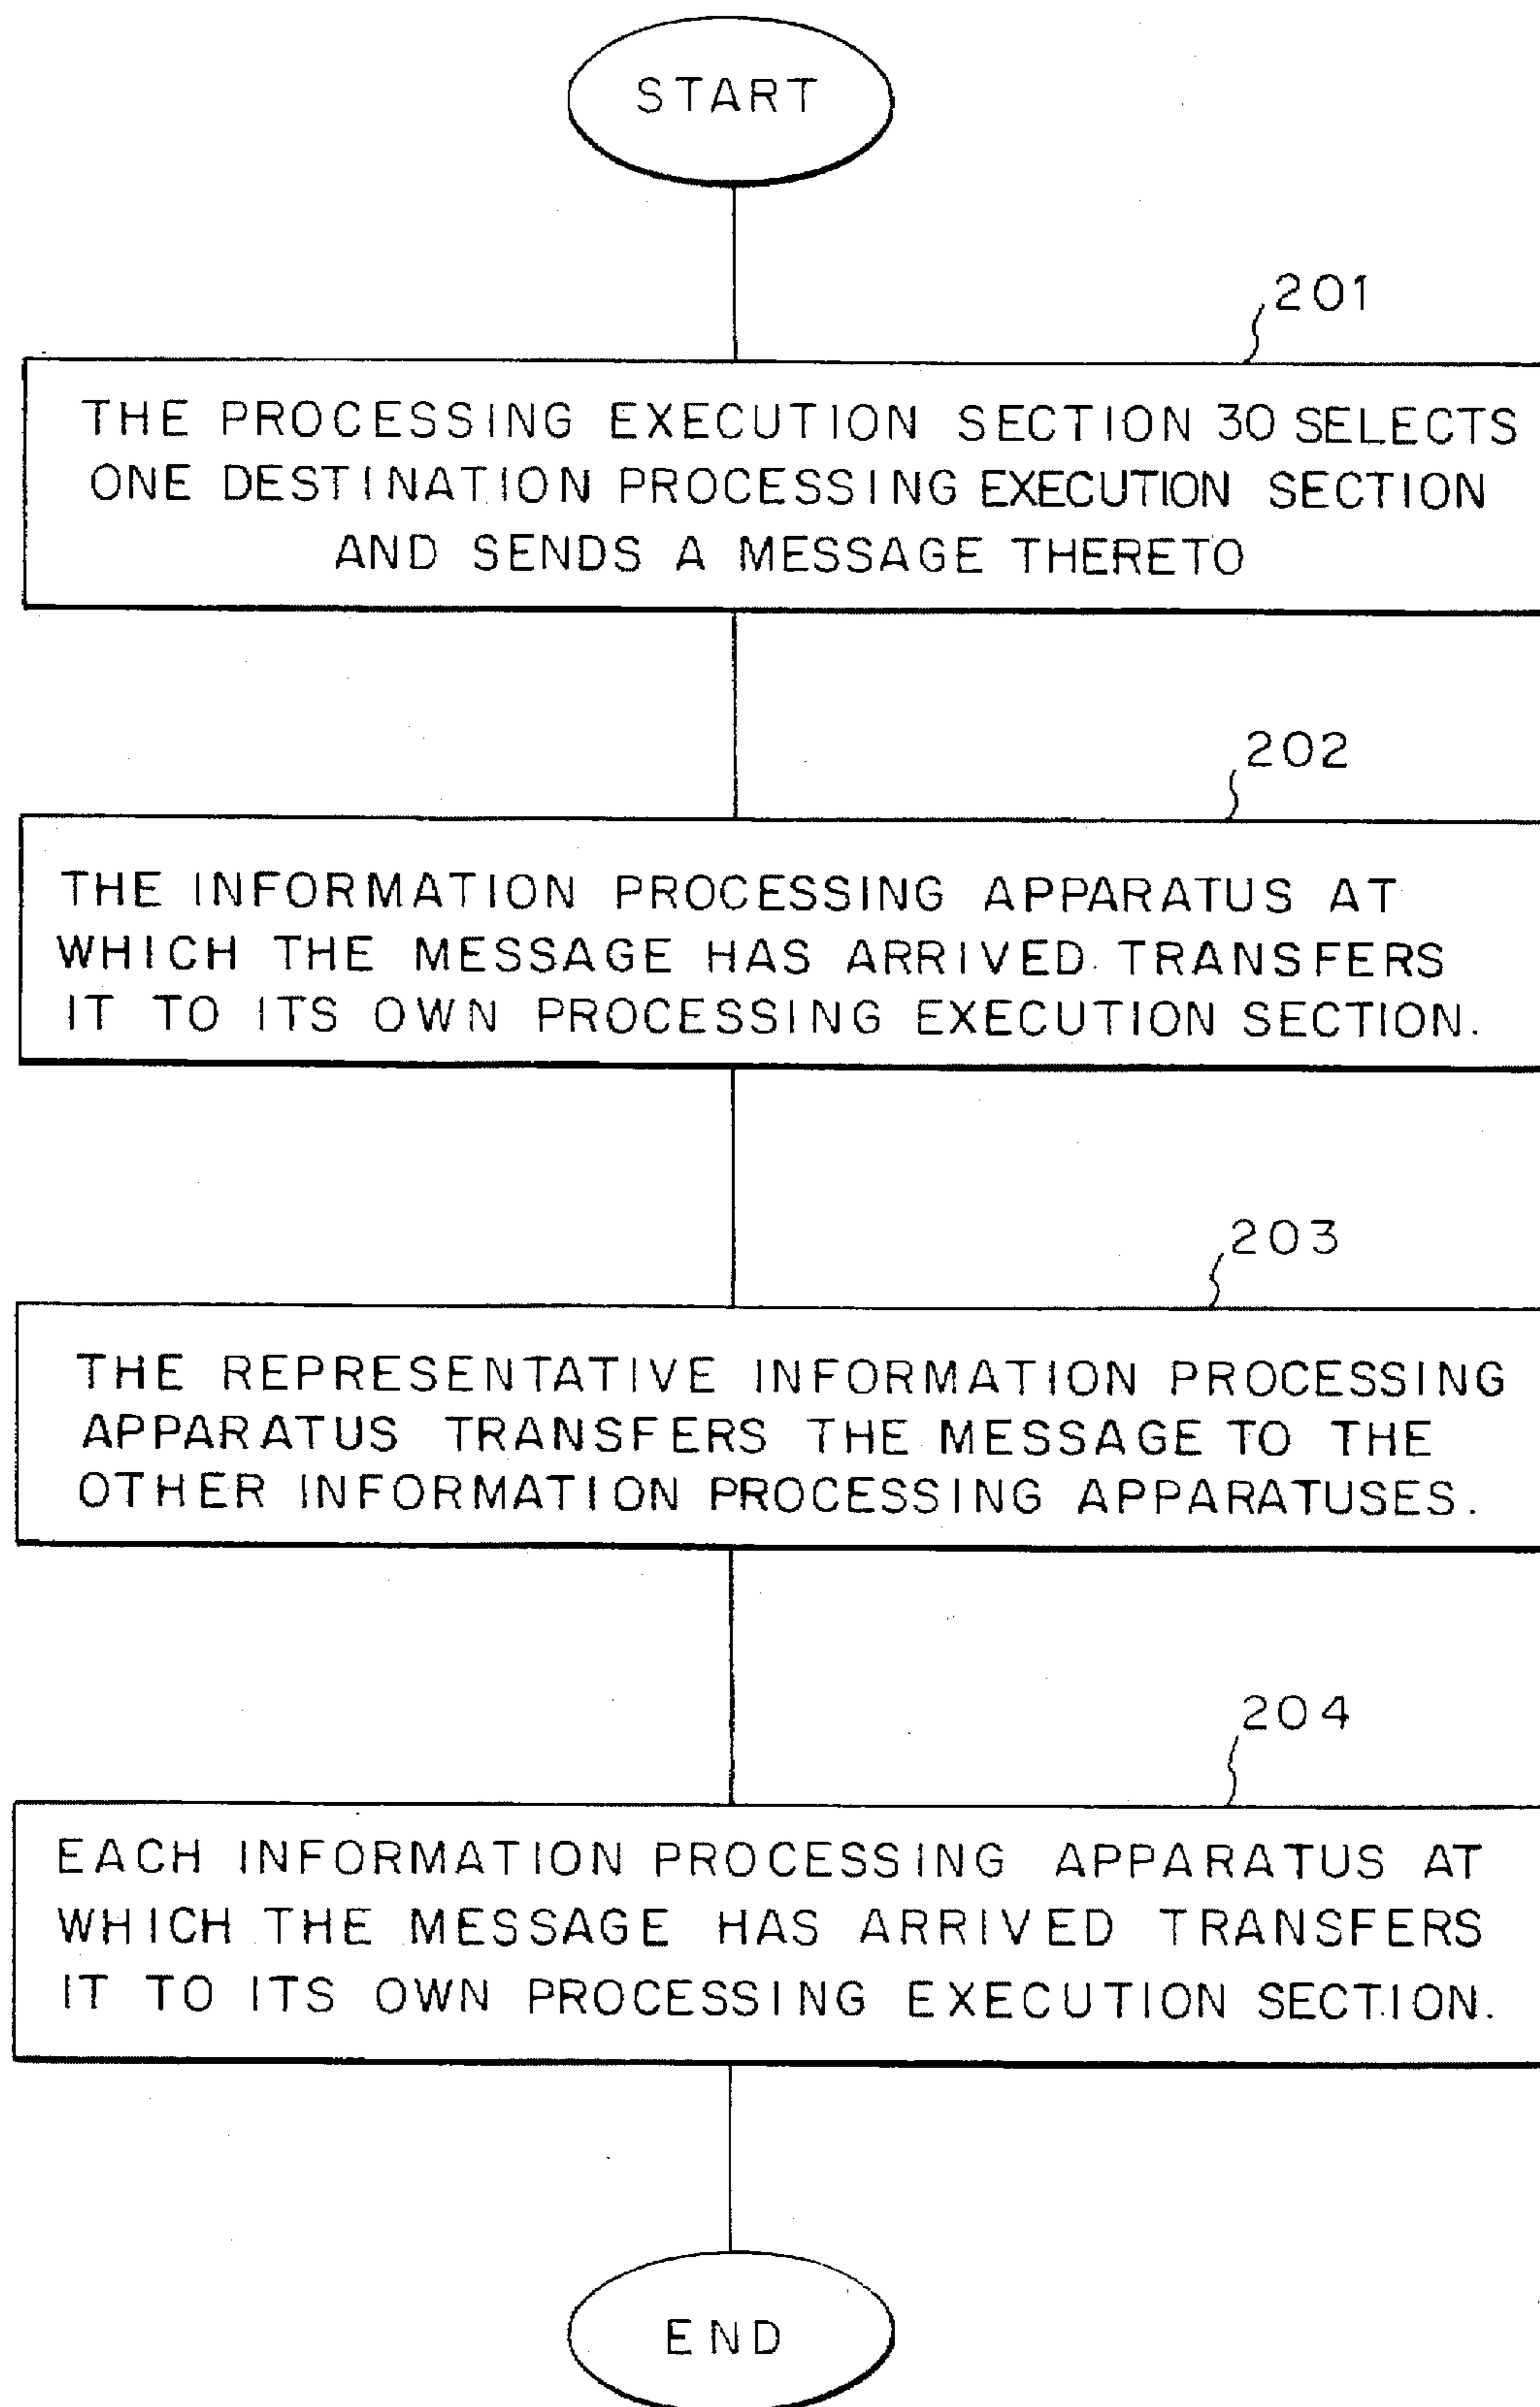 START
201
THE PROCESSING EXECUTION SECTION 30 SELECTS
ONE DESTINATION PROCESSING EXECUTION SECTION
AND SENDS A MESSAGE THERETO
202
THE INFORMATION PROCESSING APPARATUS AT
WHICH THE MESSAGE HAS ARRIVED TRANSFERS
IT TO ITS OWN PROCESSING EXECUTION SECTION.
203
THE REPRESENTATIVE INFORMATION PROCESSING
APPARATUS TRANSFERS THE MESSAGE TO THE
OTHER INFORMATION PROCESSING APPARATUSES.
204
EACH INFORMATION PROCESSING APPARATUS AT
WHICH THE MESSAGE HAS ARRIVED TRANSFERS
IT TO ITS OWN PROCESSING EXECUTION SECTION.
END